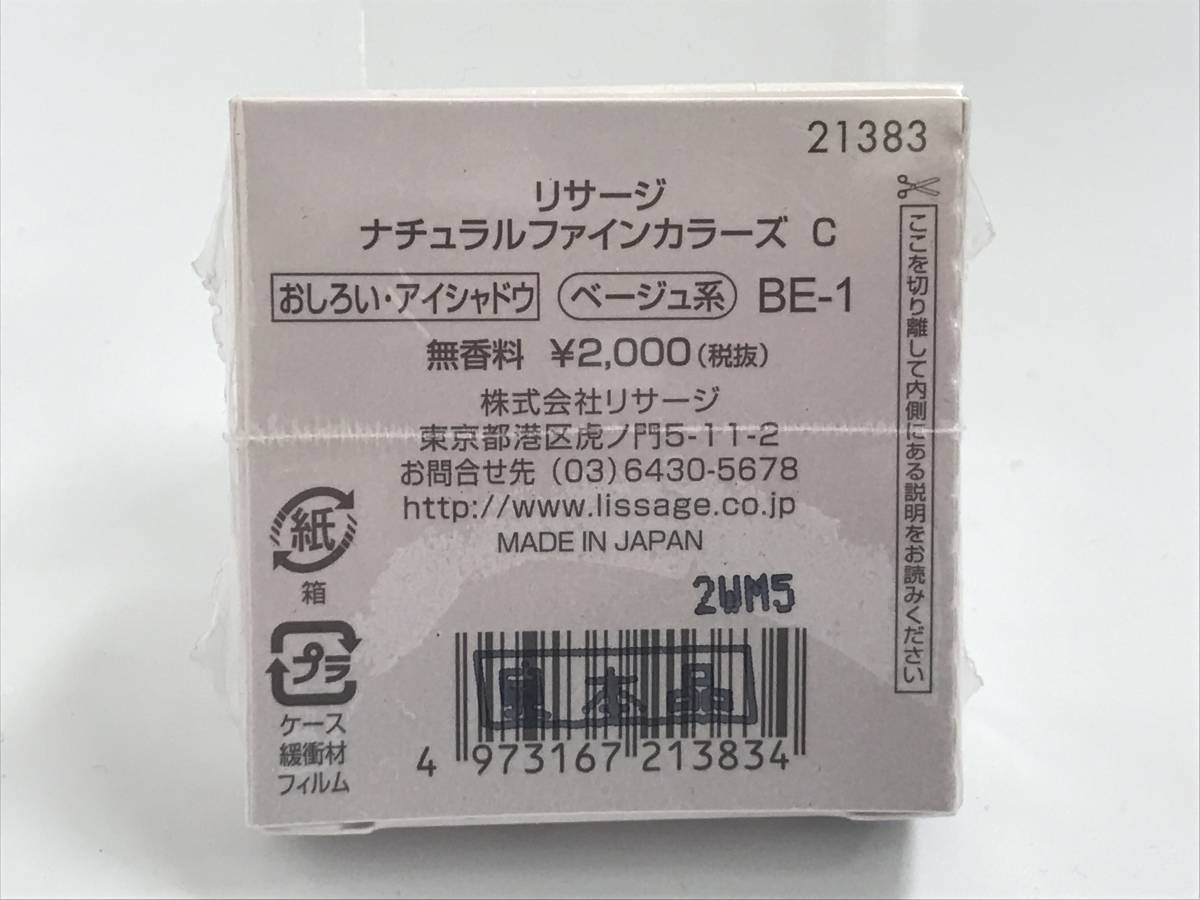 21383
リサージ
ナチュラルファインカラーズ C
おしろい・アイシャドウ ベージュ系 BE-1
無香料 ¥2,000(税抜)
株式会社リサージ
東京都港区虎ノ門5-11-2
お問合せ先 (03)6430-5678
http://www.lissage.co.jp
MADE IN JAPAN
ここを切り離して内側にある説明をお読みください
紙
箱
プラ
ケース
緩衝材
フィルム
2WM5
見本品
4 973167 213834